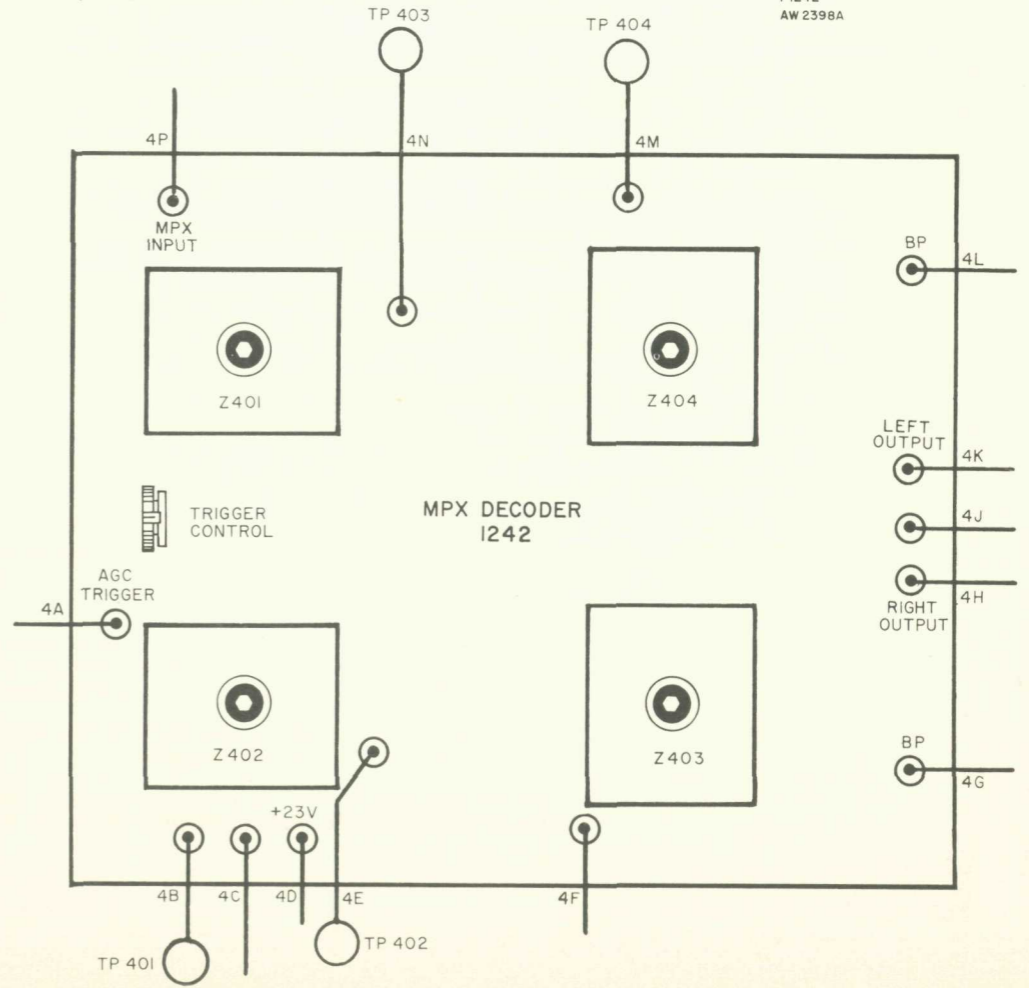 TP 403
TP 404
AW 2398A
4P
4N
4M
MPX
INPUT
BP
4L
Z401
Z404
LEFT
OUTPUT
4K
TRIGGER
CONTROL
MPX DECODER
1242
4J
AGC
TRIGGER
4A
4H
RIGHT
OUTPUT
Z402
Z403
BP
4G
+23V
4B
4C
4D
4E
4F
TP 401
TP 402